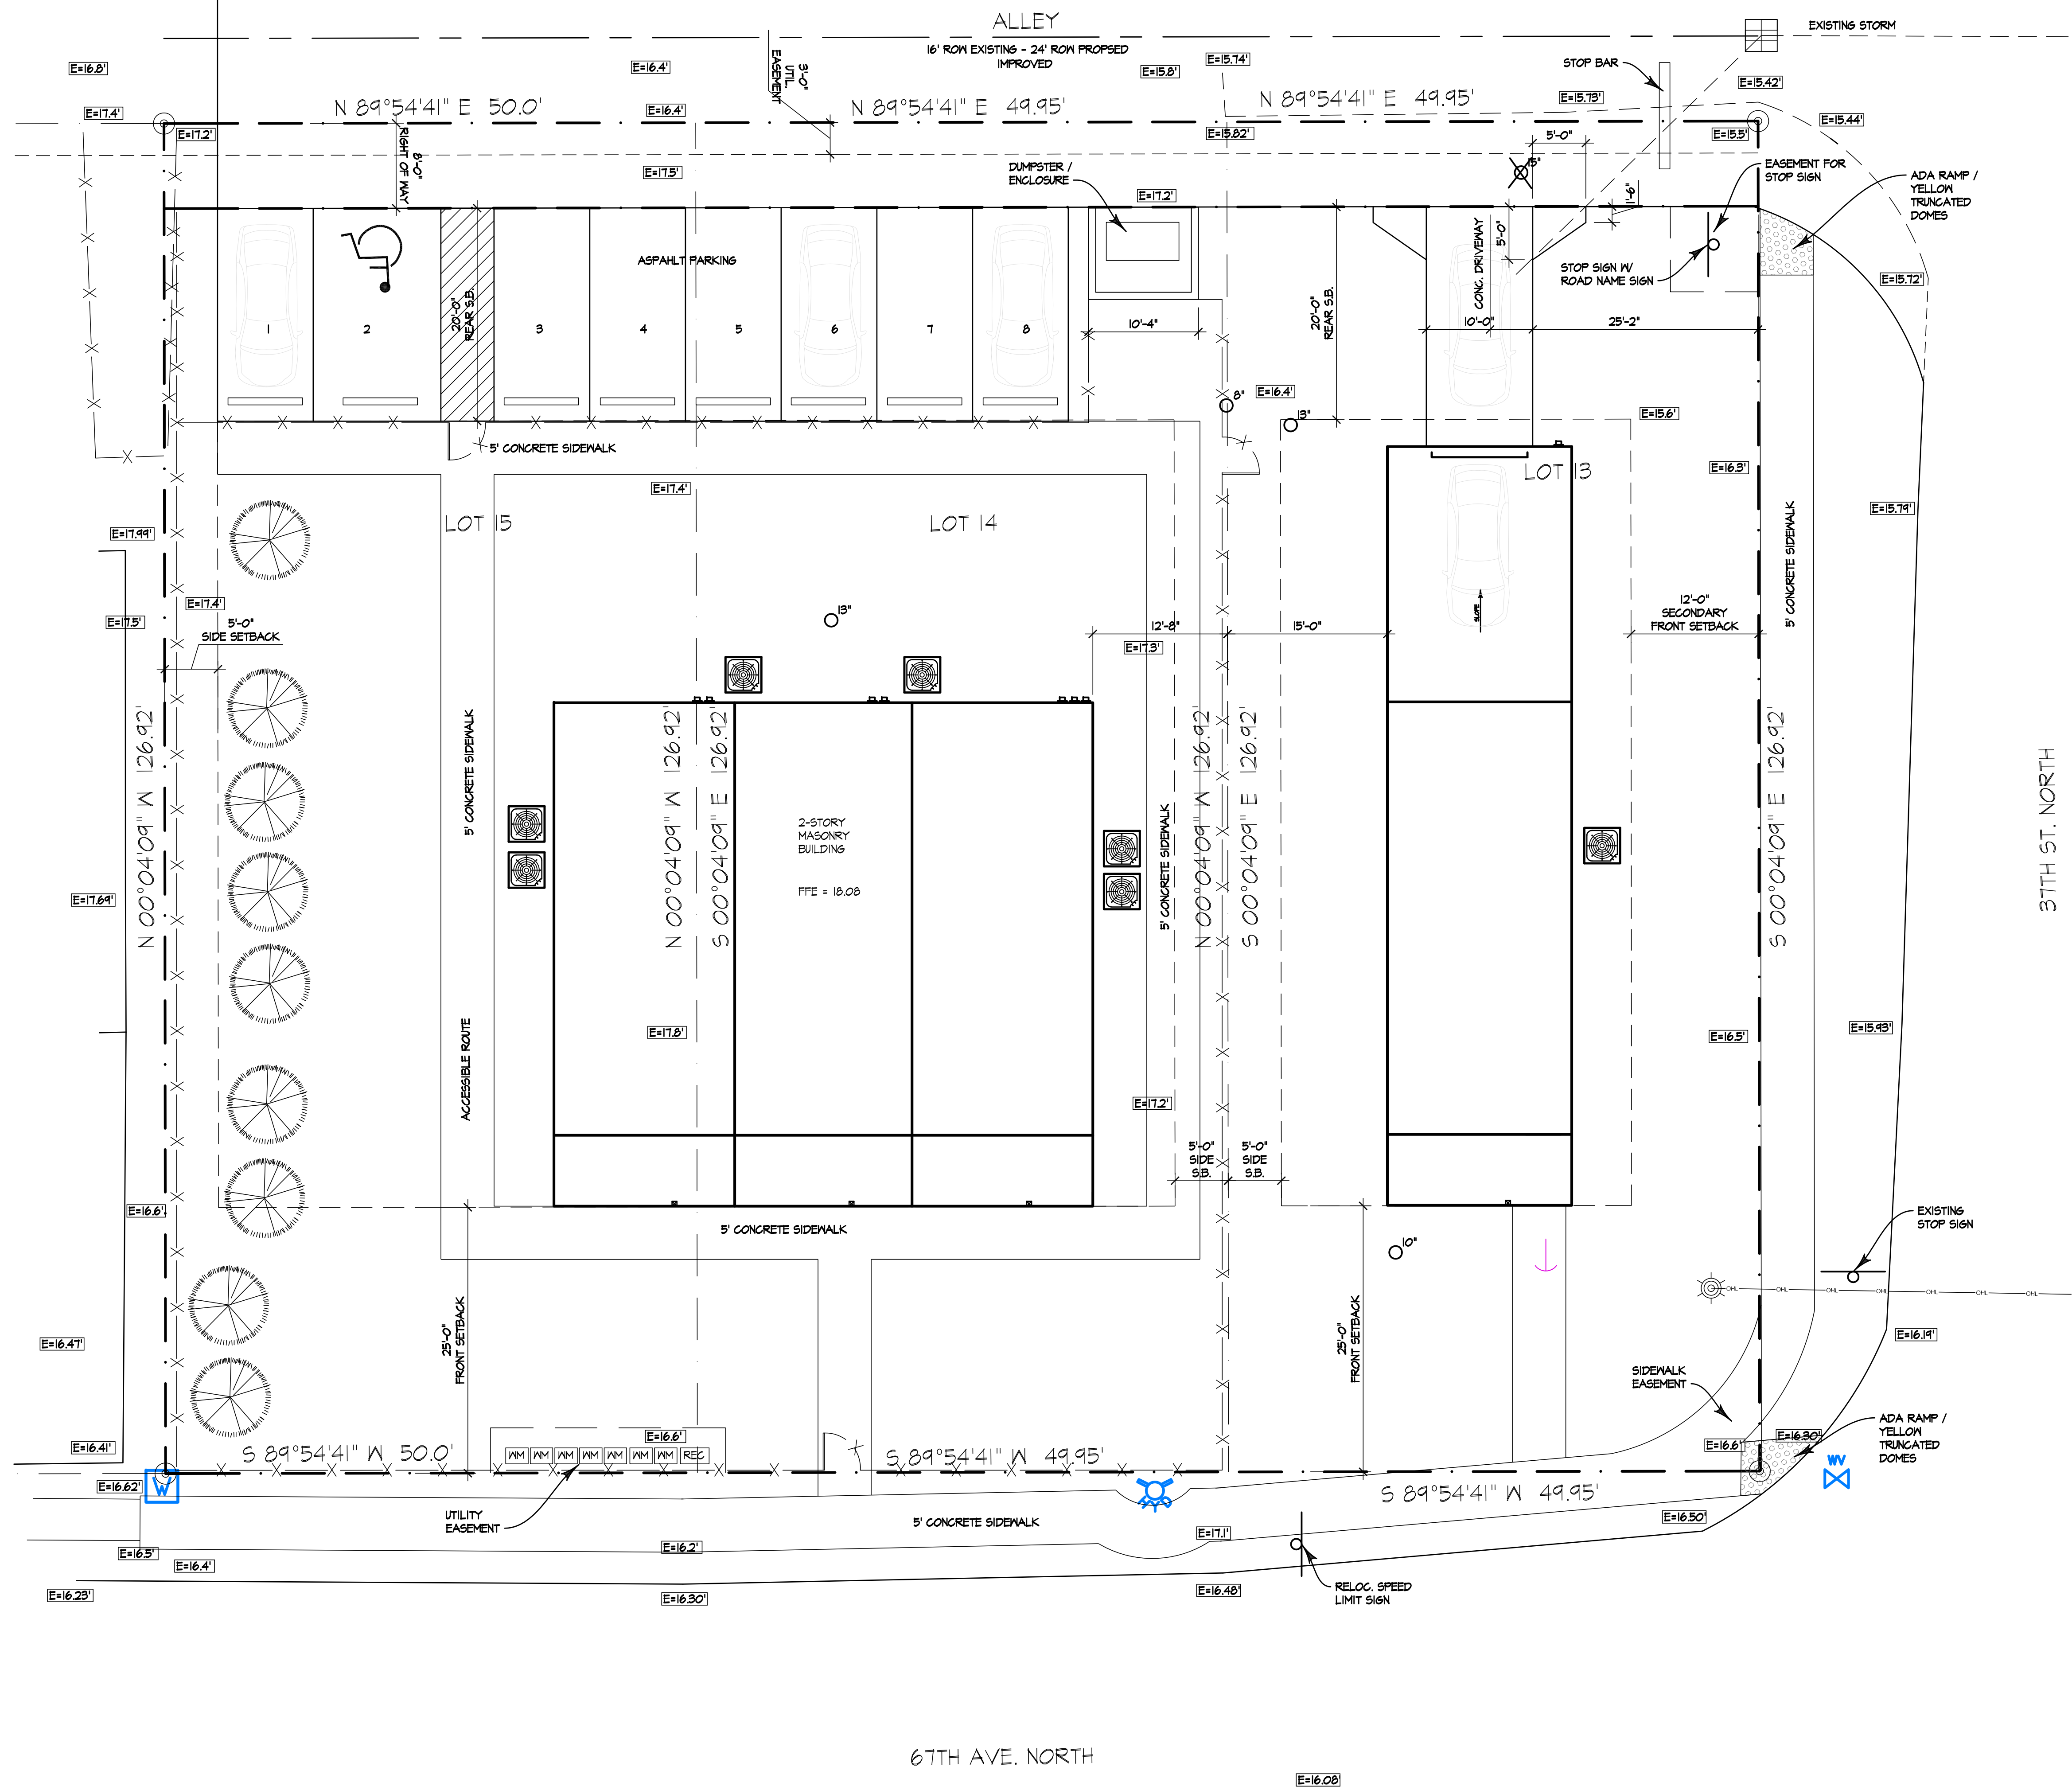 ALLEY
16' ROW EXISTING - 24' ROW PROPSED
IMPROVED
EXISTING STORM
STOP BAR
E=16.8'
E=16.4'
E=15.8'
E=15.74'
E=15.42'
E=17.4'
E=16.4'
E=15.73'
E=15.44'
3'-0"
UTIL.
EASEMENT
N 89°54'41" E 50.0'
N 89°54'41" E 49.95'
N 89°54'41" E 49.95'
E=17.2'
E=15.82'
E=15.5'
5'-0"
8'-0"
RIGHT OF WAY
E=17.5'
DUMPSTER /
ENCLOSURE
15"
E=17.2'
1'-6"
EASEMENT FOR
STOP SIGN
ADA RAMP /
YELLOW
TRUNCATED
DOMES
ASPAHLT PARKING
CONC. DRIVEWAY
5'-0"
STOP SIGN W/
ROAD NAME SIGN
E=15.72'
1
2
3
4
5
6
7
8
20'-0"
REAR S.B.
10'-4"
20'-0"
REAR S.B.
10'-0"
25'-2"
8"
E=16.4'
13"
E=15.6'
5' CONCRETE SIDEWALK
LOT 13
E=16.3'
E=17.4'
E=15.79'
LOT 15
LOT 14
E=17.99'
5' CONCRETE SIDEWALK
E=17.4'
E=17.5'
5'-0"
SIDE SETBACK
13"
12'-8"
15'-0"
E=17.3'
SLOPE
12'-0"
SECONDARY
FRONT SETBACK
N 00°04'09" W 126.92'
5' CONCRETE SIDEWALK
N 00°04'09" W 126.92'
S 00°04'09" E 126.92'
2-STORY
MASONRY
BUILDING
FFE = 18.08
5' CONCRETE SIDEWALK
N 00°04'09" W 126.92'
S 00°04'09" E 126.92'
S 00°04'09" E 126.92'
37TH ST. NORTH
E=17.69'
ACCESSIBLE ROUTE
E=17.8'
E=16.5'
E=15.93'
E=17.2'
5'-0"
SIDE
S.B.
5'-0"
SIDE
S.B.
E=16.6'
5' CONCRETE SIDEWALK
10"
EXISTING
STOP SIGN
OHL
OHL
OHL
OHL
OHL
OHL
OHL
25'-0"
FRONT SETBACK
25'-0"
FRONT SETBACK
E=16.47'
E=16.19'
SIDEWALK
EASEMENT
ADA RAMP /
YELLOW
TRUNCATED
DOMES
E=16.41'
E=16.6'
E=16.6'
E=16.30'
S 89°54'41" W 50.0'
WM WM WM WM WM WM WM REC
S 89°54'41" W 49.95'
S 89°54'41" W 49.95'
WV
W
E=16.62'
UTILITY
EASEMENT
5' CONCRETE SIDEWALK
E=17.1'
E=16.50'
E=16.5'
E=16.4'
E=16.2'
E=16.23'
E=16.30'
E=16.48'
RELOC. SPEED
LIMIT SIGN
67TH AVE. NORTH
E=16.08